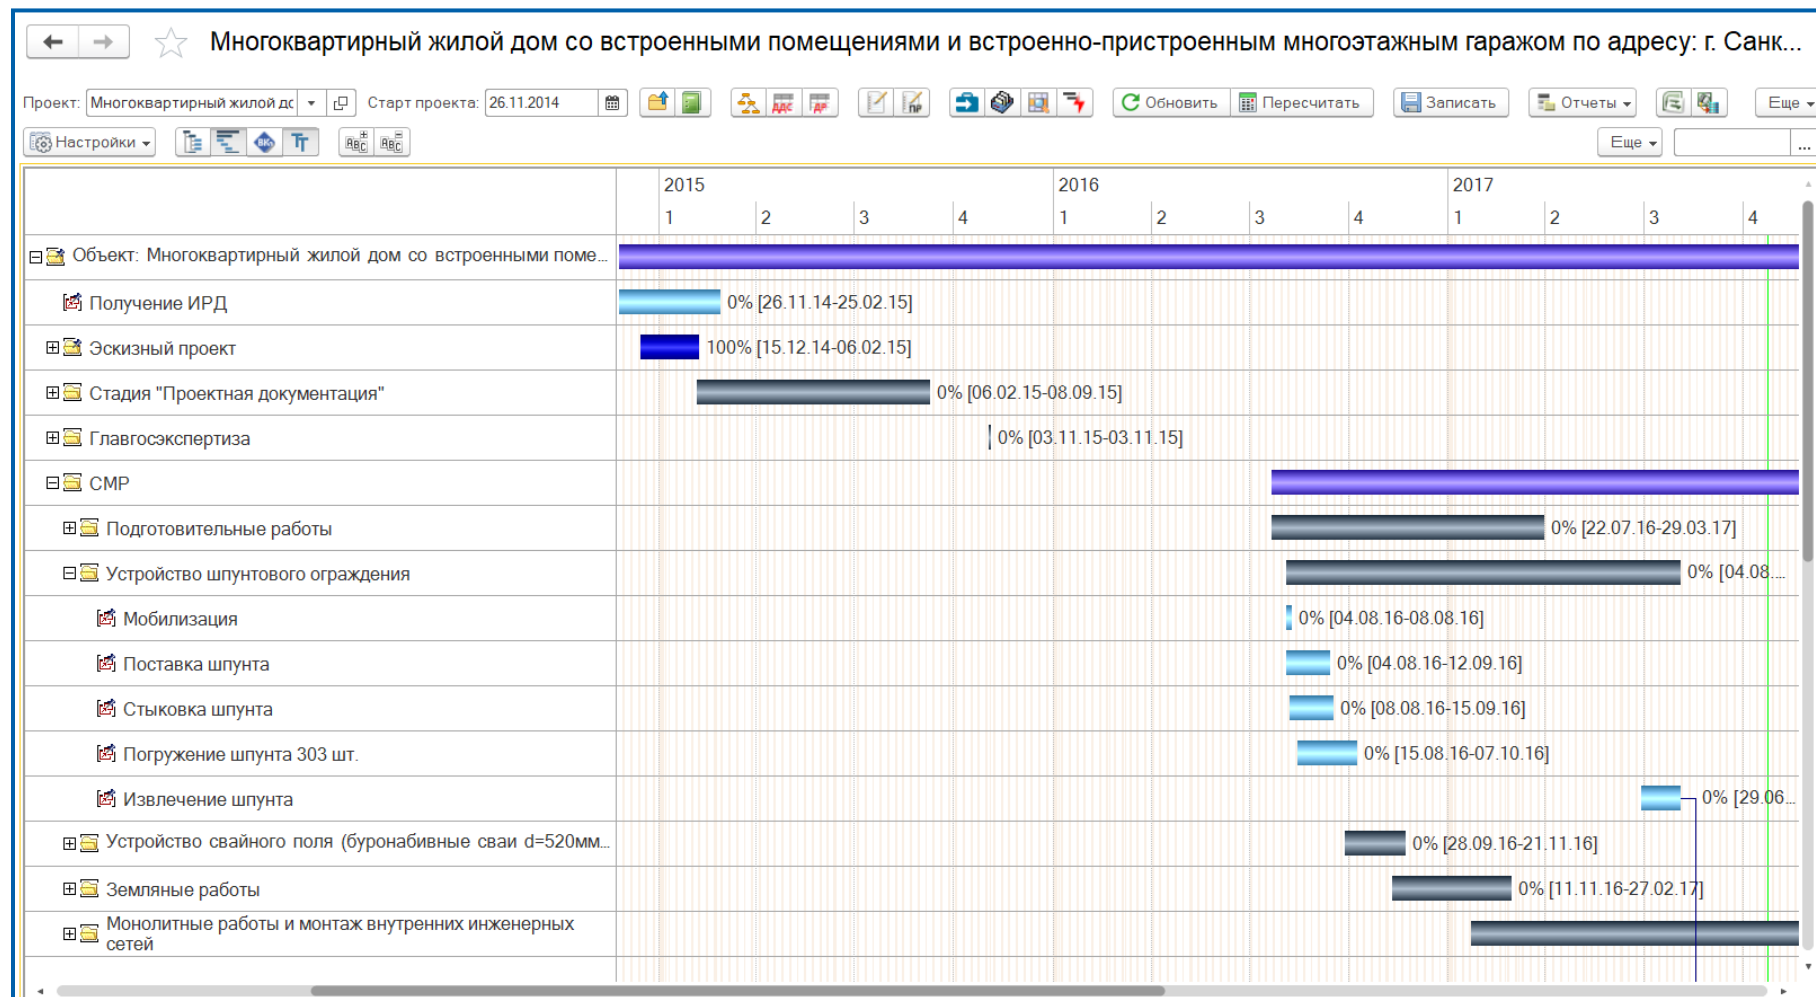 Многоквартирный жилой дом со встроенными помещениями и встроенно-пристроенным многоэтажным гаражом по адресу: г. Санк...
Проект: Многоквартирный жилой дс Старт проекта: 26.11.2014 ДДС ДР ПР Обновить Пересчитать Записать Отчеты Еще
Настройки ВКЛ ABC ABC Еще ...
2015 2016 2017
1 2 3 4 1 2 3 4 1 2 3 4
Объект: Многоквартирный жилой дом со встроенными поме...
Получение ИРД 0% [26.11.14-25.02.15]
Эскизный проект 100% [15.12.14-06.02.15]
Стадия "Проектная документация" 0% [06.02.15-08.09.15]
Главгосэкспертиза 0% [03.11.15-03.11.15]
СМР
Подготовительные работы 0% [22.07.16-29.03.17]
Устройство шпунтового ограждения 0% [04.08....
Мобилизация 0% [04.08.16-08.08.16]
Поставка шпунта 0% [04.08.16-12.09.16]
Стыковка шпунта 0% [08.08.16-15.09.16]
Погружение шпунта 303 шт. 0% [15.08.16-07.10.16]
Извлечение шпунта 0% [29.06...
Устройство свайного поля (буронабивные сваи d=520мм... 0% [28.09.16-21.11.16]
Земляные работы 0% [11.11.16-27.02.17]
Монолитные работы и монтаж внутренних инженерных
сетей